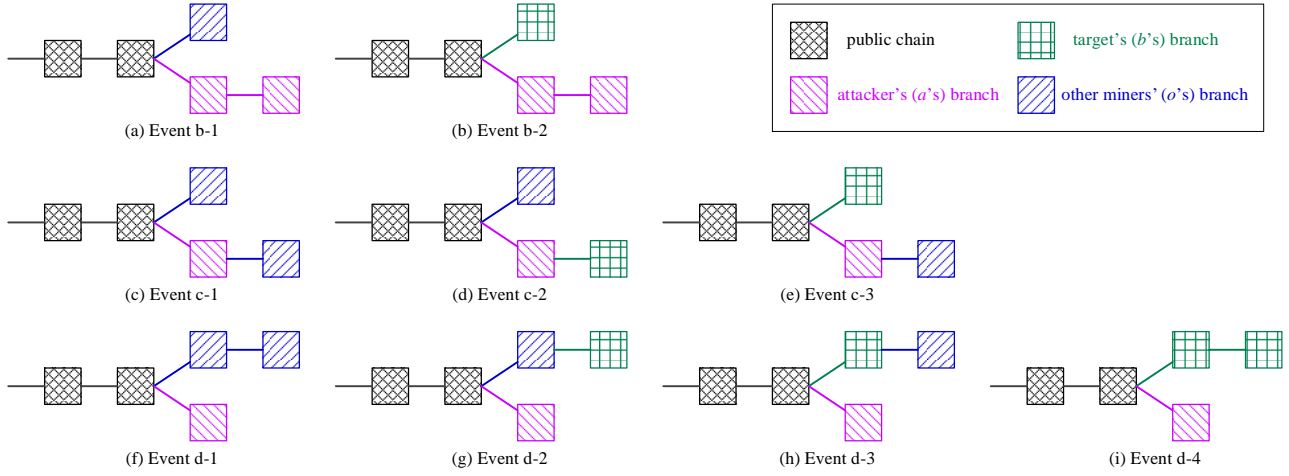 public chain
target's (b's) branch
attacker's (a's) branch
other miners' (o's) branch
(a) Event b-1
(b) Event b-2
(c) Event c-1
(d) Event c-2
(e) Event c-3
(f) Event d-1
(g) Event d-2
(h) Event d-3
(i) Event d-4